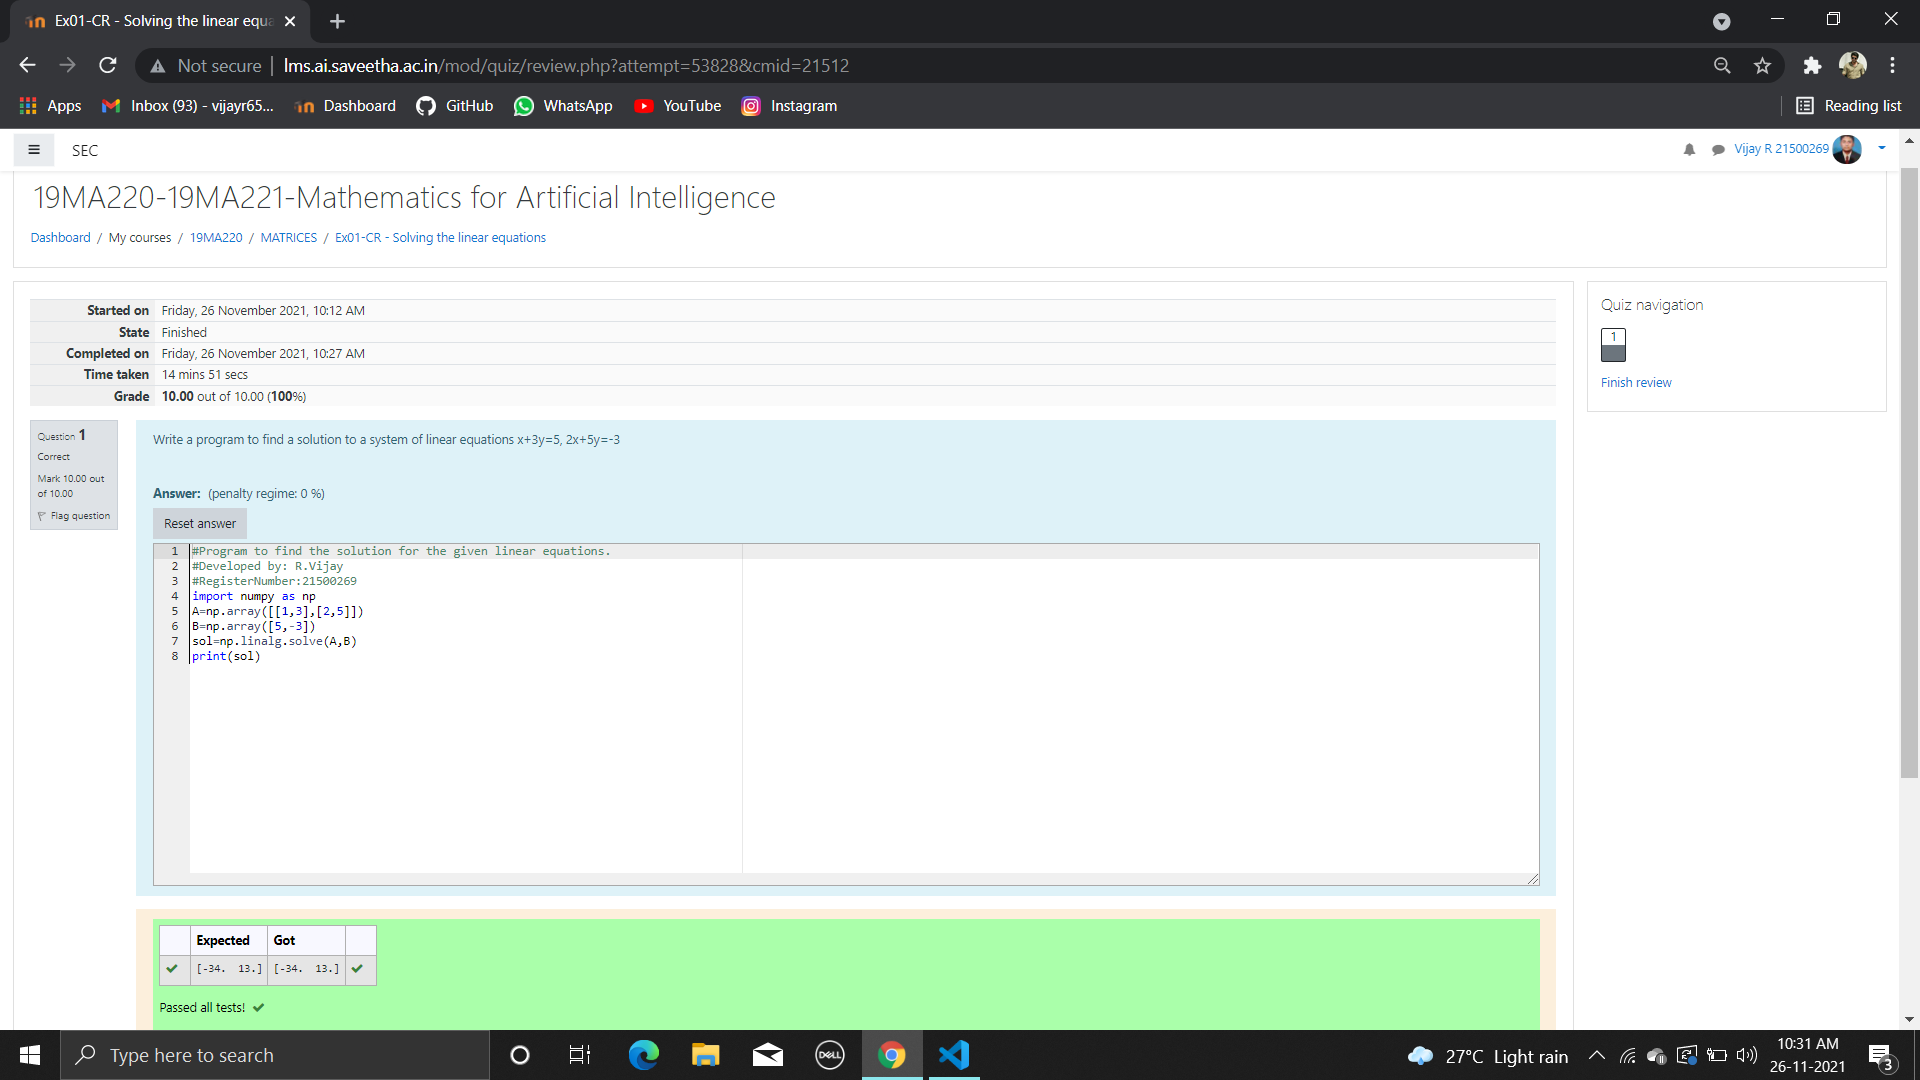 Ex01-CR - Solving the linear equa
Not secure | lms.ai.saveetha.ac.in/mod/quiz/review.php?attempt=53828&cmid=21512
Apps Inbox (93) - vijayr65... Dashboard GitHub WhatsApp YouTube Instagram Reading list
SEC Vijay R 21500269
19MA220-19MA221-Mathematics for Artificial Intelligence
Dashboard / My courses / 19MA220 / MATRICES / Ex01-CR - Solving the linear equations
Started on Friday, 26 November 2021, 10:12 AM
State Finished
Completed on Friday, 26 November 2021, 10:27 AM
Time taken 14 mins 51 secs
Grade 10.00 out of 10.00 (100%)
Quiz navigation
1
Finish review
Question 1
Correct
Mark 10.00 out
of 10.00
Flag question
Write a program to find a solution to a system of linear equations x+3y=5, 2x+5y=-3
Answer: (penalty regime: 0 %)
Reset answer
1 #Program to find the solution for the given linear equations.
2 #Developed by: R.Vijay
3 #RegisterNumber:21500269
4 import numpy as np
5 A=np.array([[1,3],[2,5]])
6 B=np.array([5,-3])
7 sol=np.linalg.solve(A,B)
8 print(sol)
Expected Got
[-34. 13.] [-34. 13.]
Passed all tests!
Type here to search
DELL
27°C Light rain
10:31 AM
26-11-2021
3